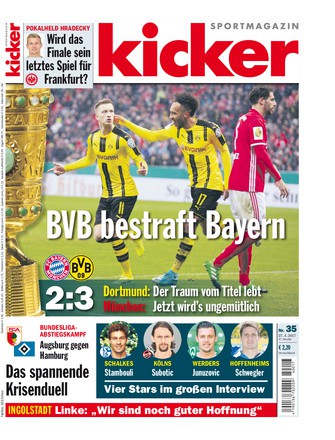 POKALHELD HRADECKY
Wird das
Finale sein
letztes Spiel für
Frankfurt?
kicker
SPORTMAGAZIN
kicker
BVB bestraft Bayern
2:3
BVB
09
Dortmund: Der Traum vom Titel lebt
München: Jetzt wird's ungemütlich
BUNDESLIGA-
ABSTIEGSKAMPF
Augsburg gegen
Hamburg
Das spannende
Krisenduell
SCHALKES
Stambouli
KÖLNS
Subotic
WERDERS
Junuzovic
HOFFENHEIMS
Schwegler
Vier Stars im großen Interview
Nr. 35
27. 4. 2017
€ 2,20
INGOLSTADT Linke: „Wir sind noch guter Hoffnung"